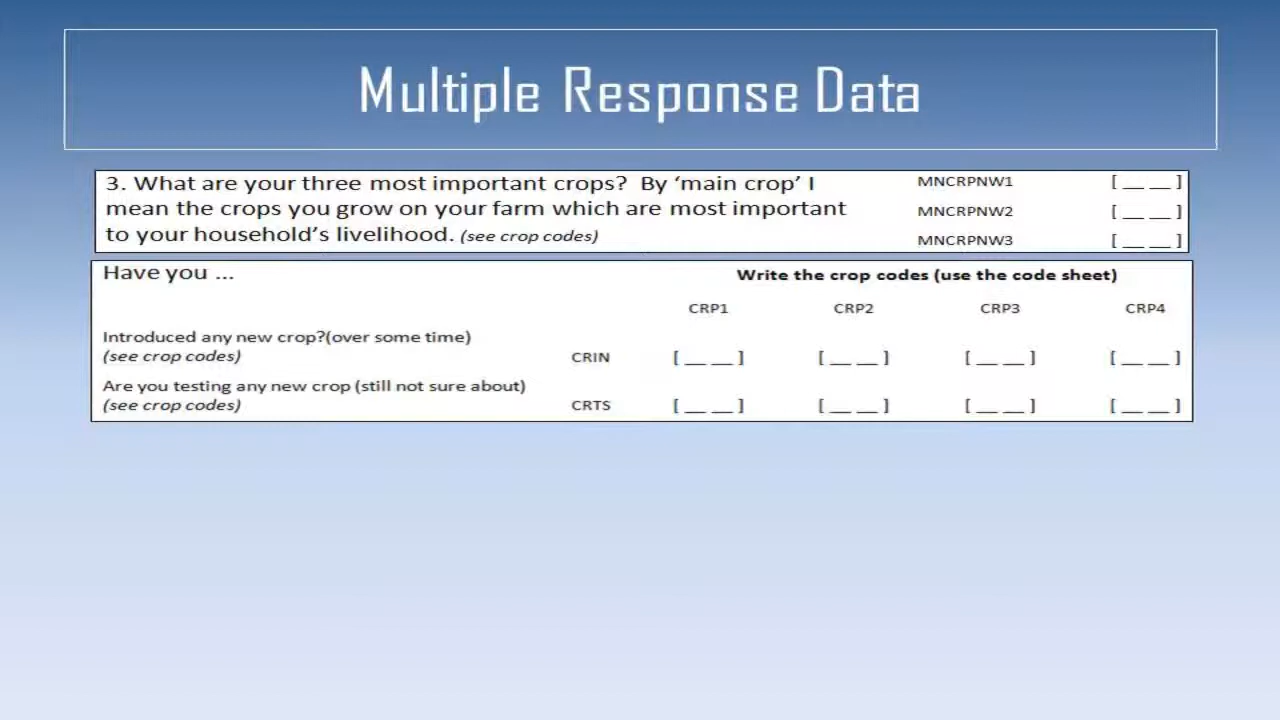 Multiple Response Data
3. What are your three most important crops?  By ‘main crop’ I
mean the crops you grow on your farm which are most important
to your household’s livelihood. (see crop codes)
MNCRPNW1 [ __ __ ]
MNCRPNW2 [ __ __ ]
MNCRPNW3 [ __ __ ]
Have you ...
Write the crop codes (use the code sheet)
CRP1 CRP2 CRP3 CRP4
Introduced any new crop?(over some time)
(see crop codes) CRIN [ __ __ ] [ __ __ ] [ __ __ ] [ __ __ ]
Are you testing any new crop (still not sure about)
(see crop codes) CRTS [ __ __ ] [ __ __ ] [ __ __ ] [ __ __ ]